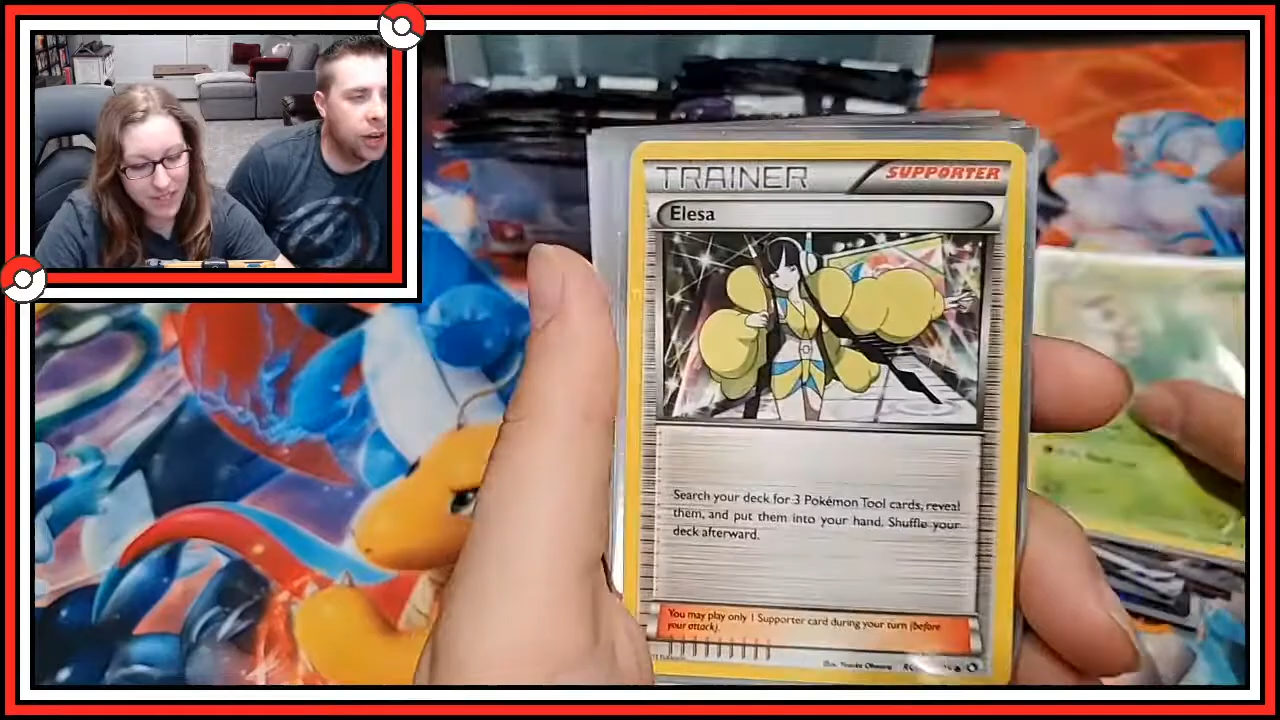 TRAINER
SUPPORTER
Elesa
Search your deck for 3 Pokémon Tool cards, reveal
them, and put them into your hand. Shuffle your
deck afterward.
You may play only 1 Supporter card during your turn (before
your attack).
Illus.